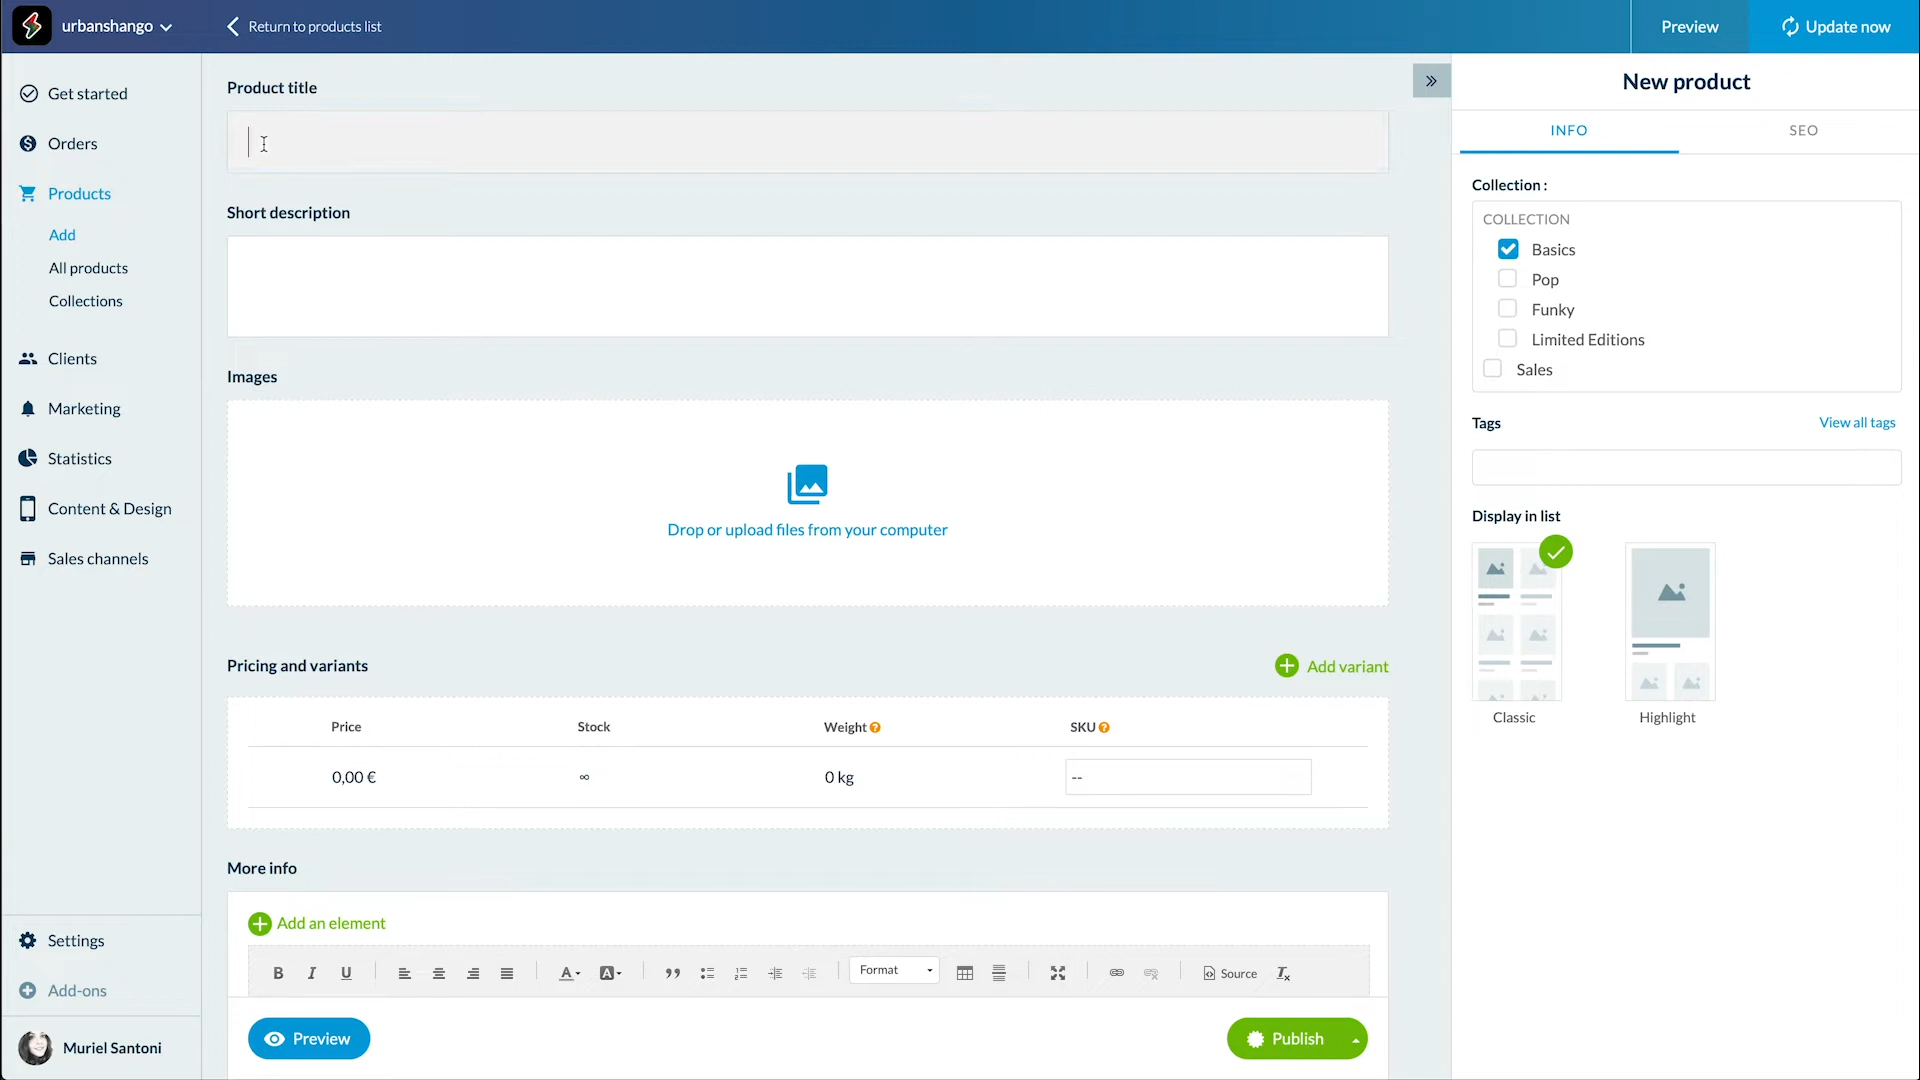 urbanshango
Return to products list
Preview
Update now
Get started
Orders
Products
Add
All products
Collections
Clients
Marketing
Statistics
Content & Design
Sales channels
Settings
Add-ons
Muriel Santoni
Product title
Short description
Images
Drop or upload files from your computer
Pricing and variants
Add variant
Price Stock Weight ? SKU ?
0,00 € ∞ 0 kg --
More info
Add an element
B I U A A Format Source Tx
Preview
Publish
New product
INFO SEO
Collection :
COLLECTION
Basics
Pop
Funky
Limited Editions
Sales
Tags View all tags
Display in list
Classic Highlight